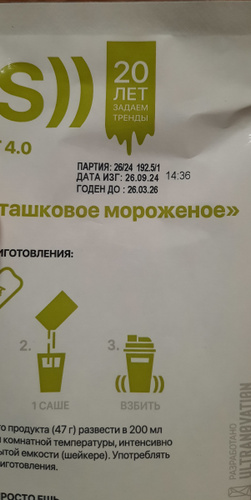 S))
20
ЛЕТ
ЗАДАЕМ
ТРЕНДЫ
4.0
ПАРТИЯ: 26/24 192.5/1
ДАТА ИЗГ: 26.09.24 14:36
ГОДЕН ДО : 26.03.26
ташковое мороженое»
ИГОТОВЛЕНИЯ:
2.
3.
1 САШЕ
ВЗБИТЬ
го продукта (47 г) развести в 200 мл
й комнатной температуры, интенсивно
ытой емкости (шейкере). Употреблять
иготовления.
РАЗРАБОТАНО
ULTRANOVATION